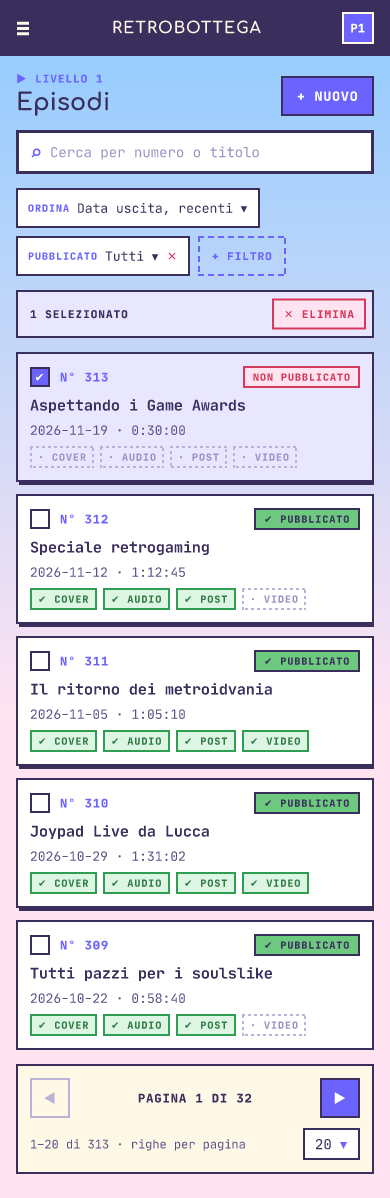 RETROBOTTEGA
P1
▶ LIVELLO 1
Episodi
+ NUOVO
Cerca per numero o titolo
ORDINA Data uscita, recenti ▼
PUBBLICATO Tutti ▼ ×
+ FILTRO
1 SELEZIONATO
× ELIMINA
✔ N° 313
NON PUBBLICATO
Aspettando i Game Awards
2026-11-19 · 0:30:00
· COVER · AUDIO · POST · VIDEO
N° 312
✔ PUBBLICATO
Speciale retrogaming
2026-11-12 · 1:12:45
✔ COVER ✔ AUDIO ✔ POST · VIDEO
N° 311
✔ PUBBLICATO
Il ritorno dei metroidvania
2026-11-05 · 1:05:10
✔ COVER ✔ AUDIO ✔ POST ✔ VIDEO
N° 310
✔ PUBBLICATO
Joypad Live da Lucca
2026-10-29 · 1:31:02
✔ COVER ✔ AUDIO ✔ POST ✔ VIDEO
N° 309
✔ PUBBLICATO
Tutti pazzi per i soulslike
2026-10-22 · 0:58:40
✔ COVER ✔ AUDIO ✔ POST · VIDEO
◀ PAGINA 1 DI 32 ▶
1–20 di 313 · righe per pagina
20 ▼